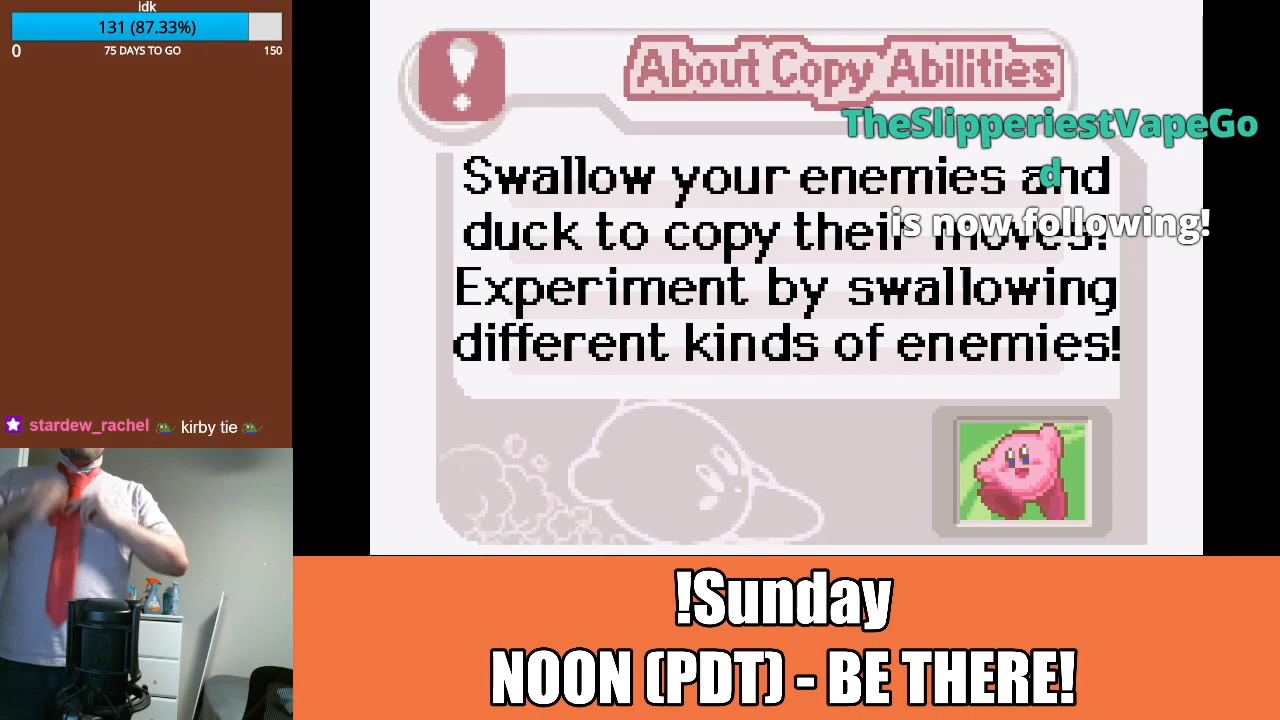 idk
131 (87.33%)
0
75 DAYS TO GO
150
About Copy Abilities
TheSlipperiestVapeGo
d
is now following!
Swallow your enemies and
duck to copy their moves!
Experiment by swallowing
different kinds of enemies!
stardew_rachel kirby tie
!Sunday
NOON (PDT) - BE THERE!